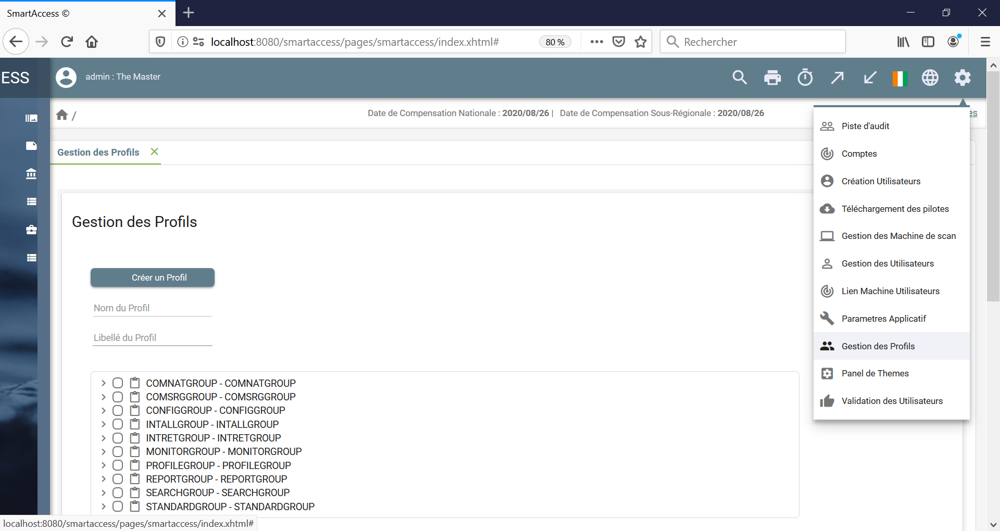 SmartAccess ©
localhost:8080/smartaccess/pages/smartaccess/index.xhtml#
80 %
Rechercher
ESS
admin : The Master
Date de Compensation Nationale : 2020/08/26 | Date de Compensation Sous-Régionale : 2020/08/26
es
/
Gestion des Profils
Gestion des Profils
Créer un Profil
Nom du Profil
Libellé du Profil
COMNATGROUP - COMNATGROUP
COMSRGGROUP - COMSRGGROUP
CONFIGGROUP - CONFIGGROUP
INTALLGROUP - INTALLGROUP
INTRETGROUP - INTRETGROUP
MONITORGROUP - MONITORGROUP
PROFILEGROUP - PROFILEGROUP
REPORTGROUP - REPORTGROUP
SEARCHGROUP - SEARCHGROUP
STANDARDGROUP - STANDARDGROUP
Piste d'audit
Comptes
Création Utilisateurs
Téléchargement des pilotes
Gestion des Machine de scan
Gestion des Utilisateurs
Lien Machine Utilisateurs
Parametres Applicatif
Gestion des Profils
Panel de Themes
Validation des Utilisateurs
localhost:8080/smartaccess/pages/smartaccess/index.xhtml#